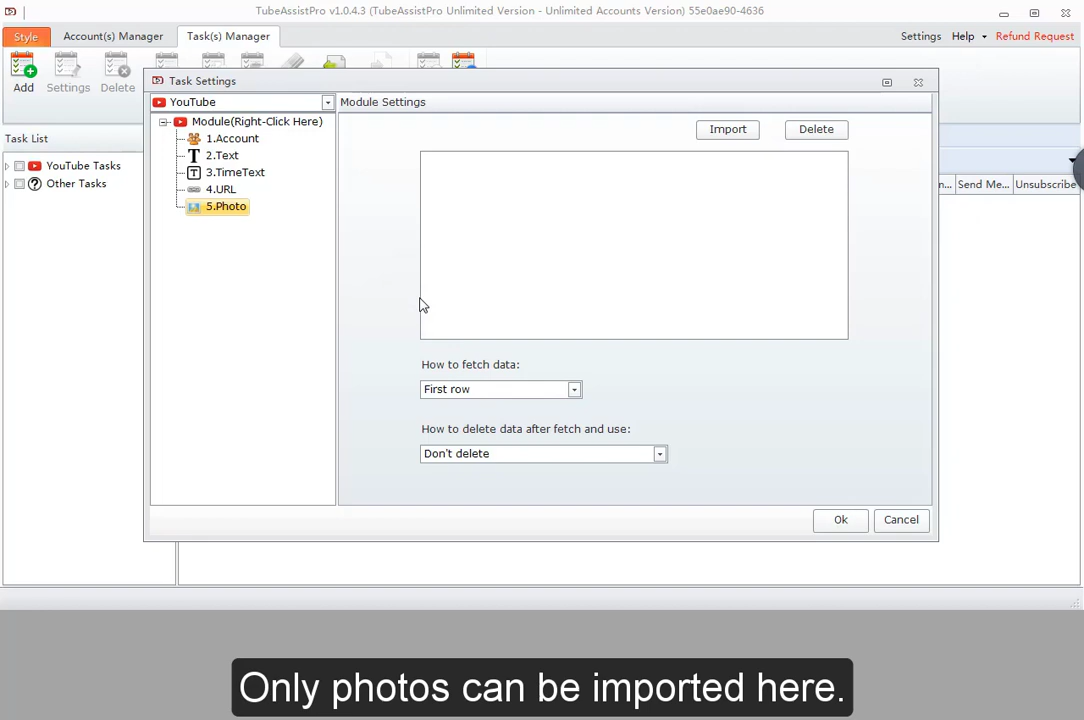 TubeAssistPro v1.0.4.3 (TubeAssistPro Unlimited Version - Unlimited Accounts Version) 55e0ae90-4636
Style Account(s) Manager Task(s) Manager Settings Help Refund Request
Add Settings Delete
Task Settings
YouTube Module Settings
Module(Right-Click Here)
Import Delete
1.Account
2.Text
3.TimeText
4.URL
5.Photo
Task List
YouTube Tasks
Other Tasks
n... Send Me... Unsubscribe
How to fetch data:
First row
How to delete data after fetch and use:
Don't delete
Ok Cancel
Only photos can be imported here.